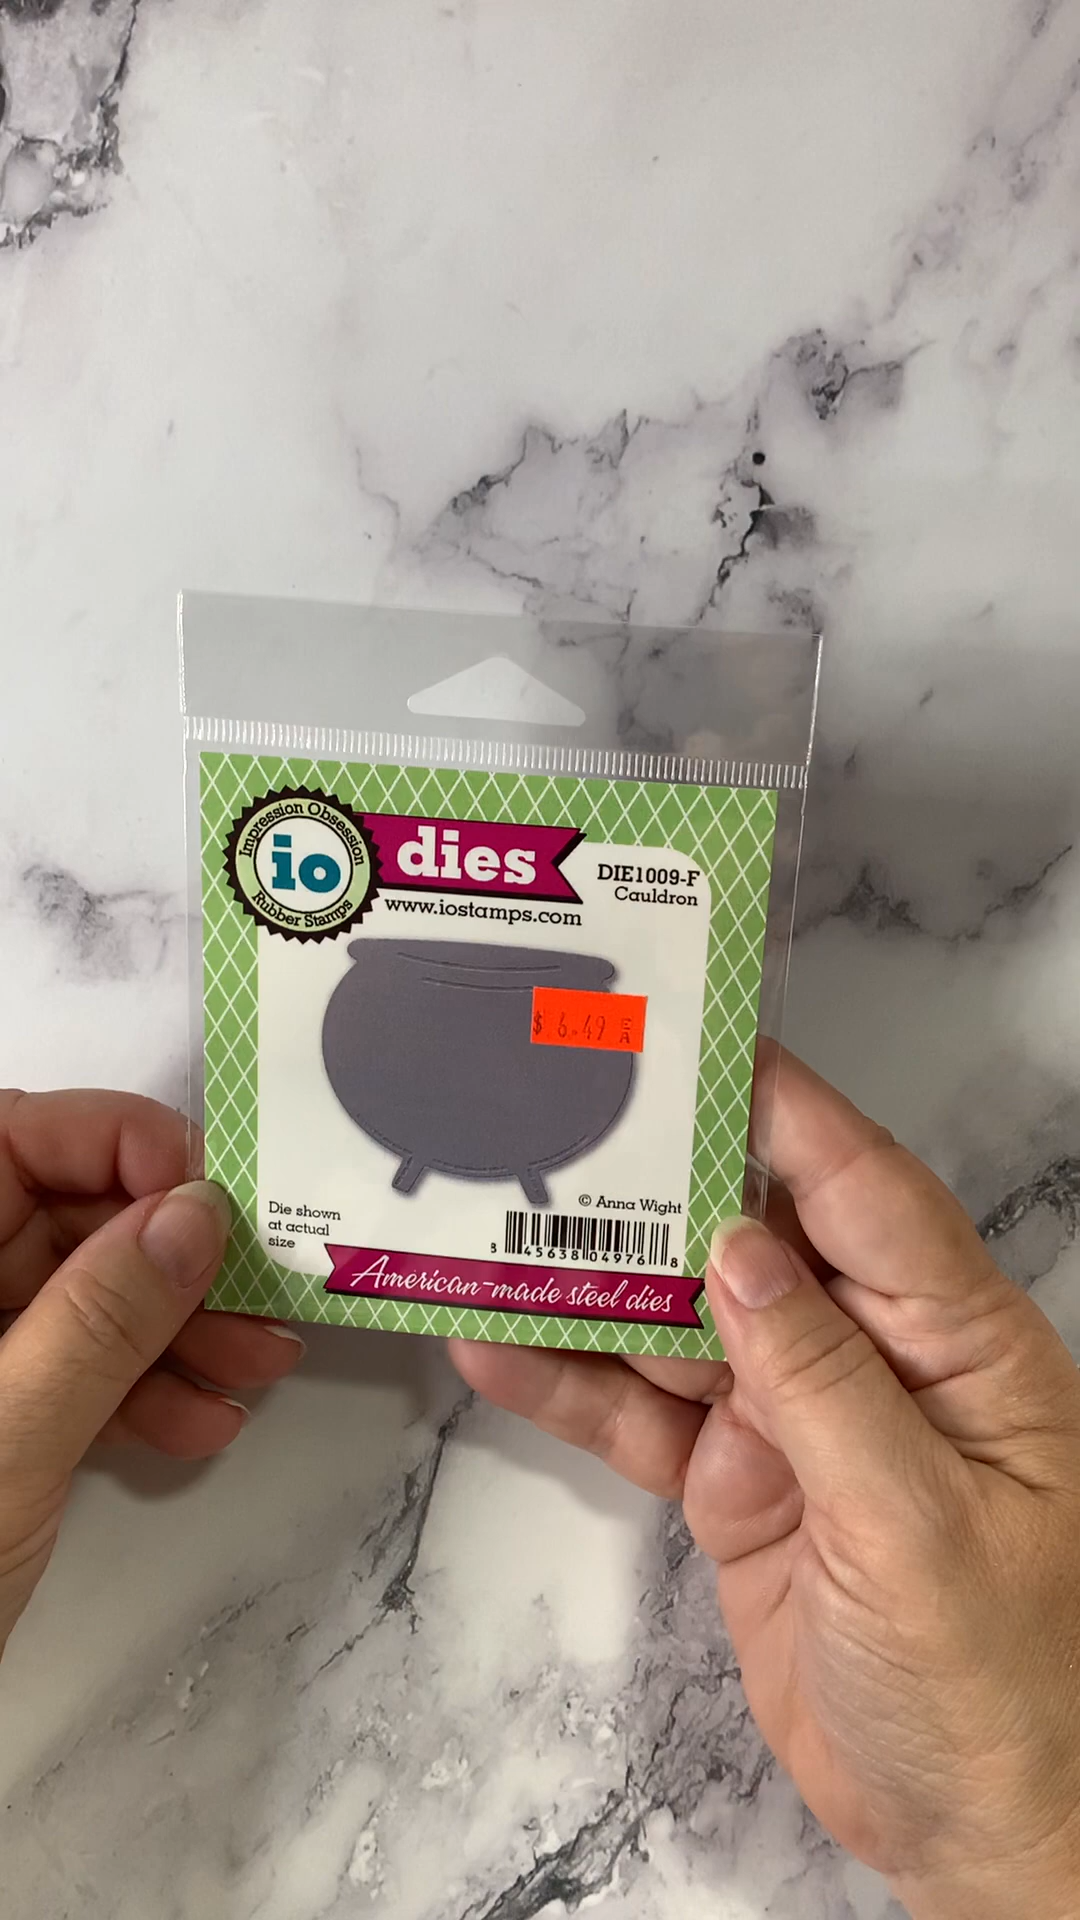 Impression Obsession
io
Rubber Stamps
dies
www.iostamps.com
DIE1009-F
Cauldron
$ 6.49 EA
Die shown
at actual
size
© Anna Wight
8 45638 04976 8
American-made steel dies